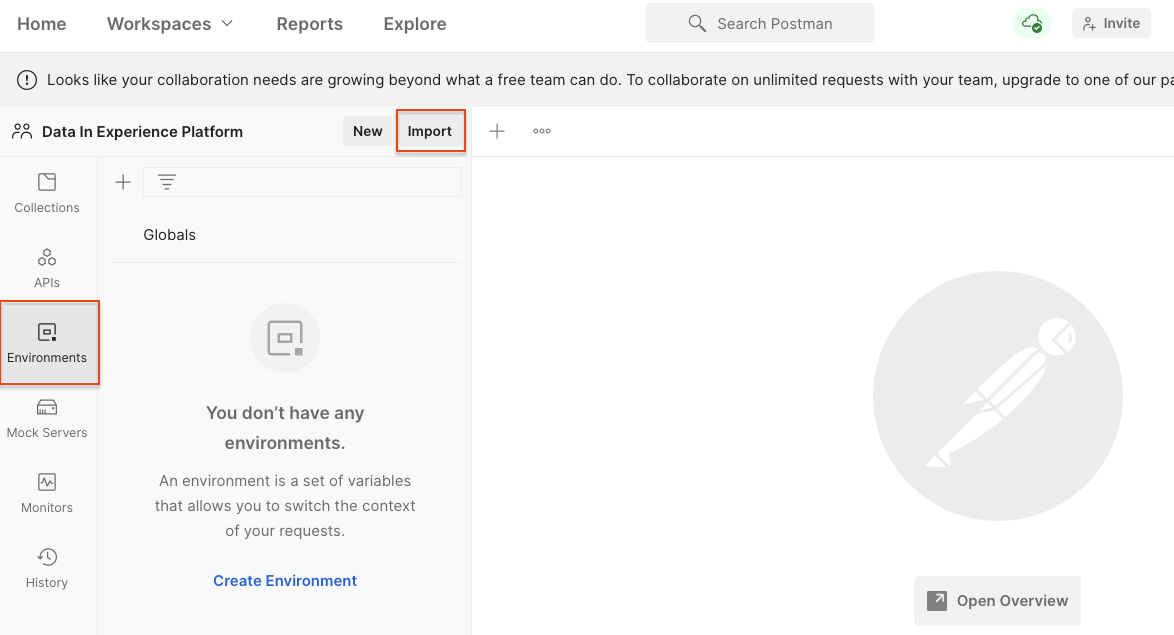 Home Workspaces Reports Explore Search Postman Invite
Looks like your collaboration needs are growing beyond what a free team can do. To collaborate on unlimited requests with your team, upgrade to one of our
Data In Experience Platform New Import
Collections
APIs
Environments
Mock Servers
Monitors
History
Globals
You don’t have any
environments.
An environment is a set of variables
that allows you to switch the context
of your requests.
Create Environment
Open Overview